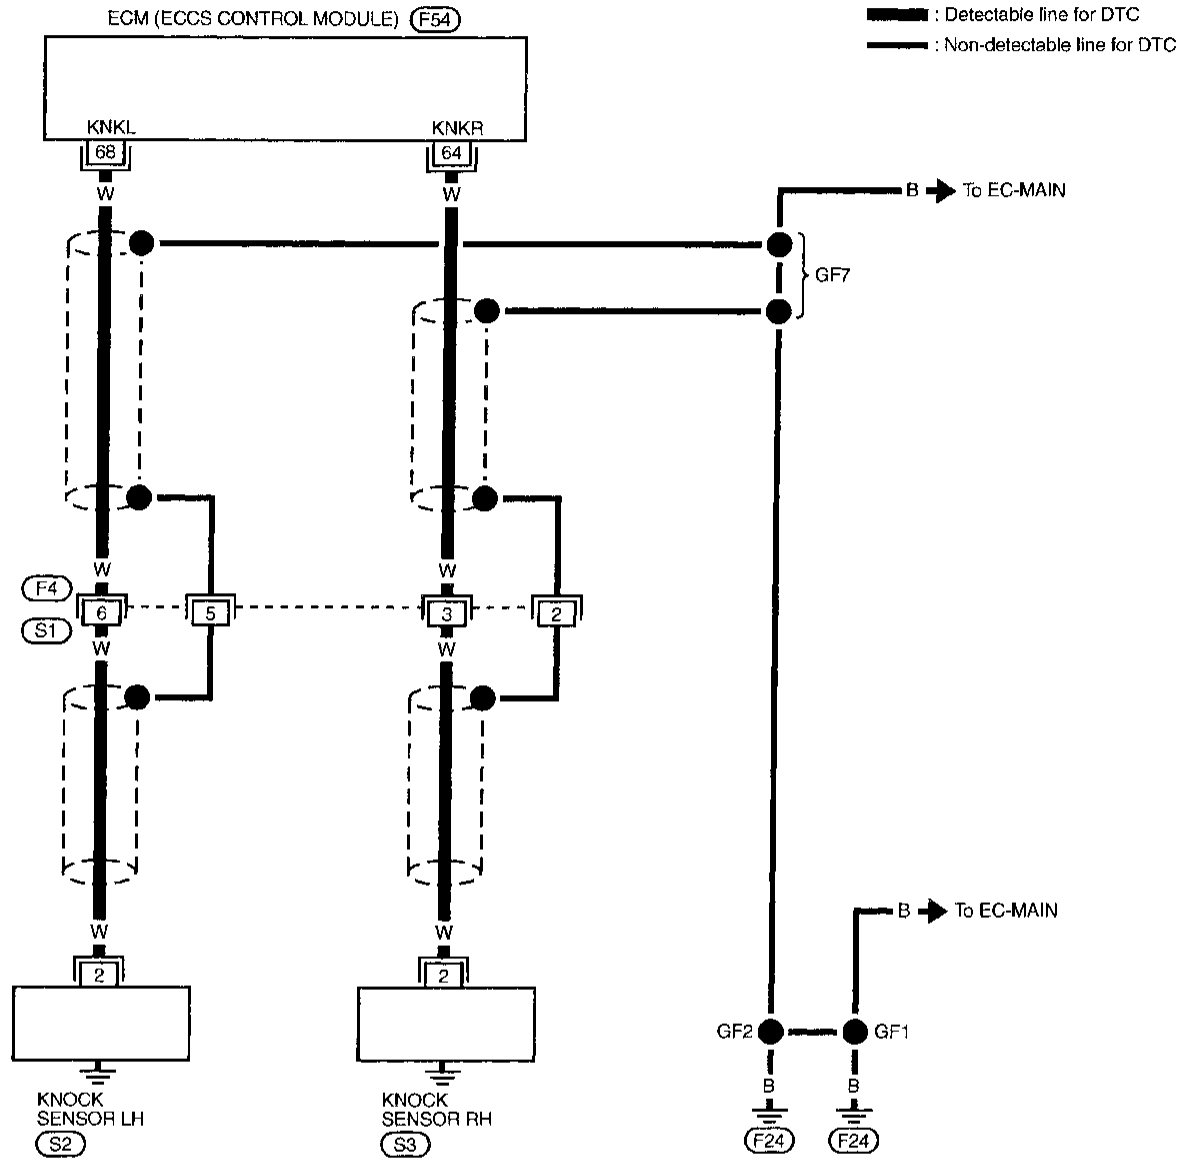 ECM (ECCS CONTROL MODULE) F54
: Detectable line for DTC
: Non-detectable line for DTC
KNKL KNKR
68 64
W W
B To EC-MAIN
GF7
W W
F4
6 5 3 2
S1
W W
B To EC-MAIN
W W
2 2
GF2 GF1
B B
KNOCK
SENSOR LH
S2
KNOCK
SENSOR RH
S3
F24 F24